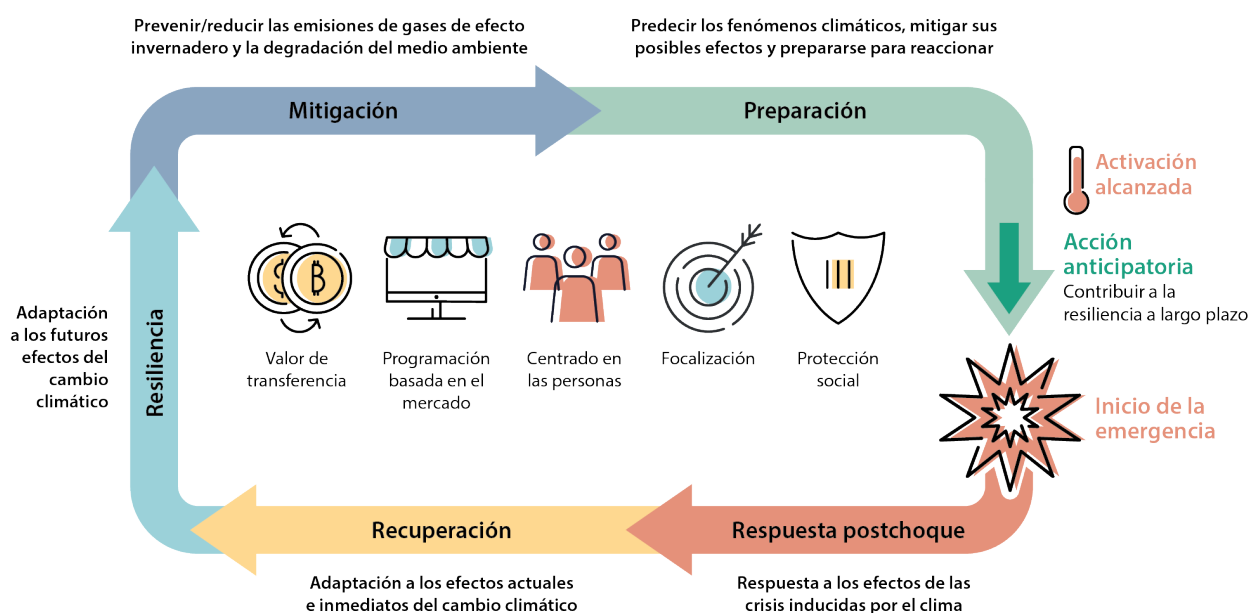 Prevenir/reducir las emisiones de gases de efecto
invernadero y la degradación del medio ambiente
Predecir los fenómenos climáticos, mitigar sus
posibles efectos y prepararse para reaccionar
Mitigación
Preparación
Activación
alcanzada
Acción
anticipatoria
Contribuir a la
resiliencia a largo plazo
Inicio de la
emergencia
$
B
Valor de
transferencia
Programación
basada en el
mercado
Centrado en
las personas
Focalización
Protección
social
Adaptación
a los futuros
efectos del
cambio
climático
Resiliencia
Recuperación
Respuesta postchoque
Adaptación a los efectos actuales
e inmediatos del cambio climático
Respuesta a los efectos de las
crisis inducidas por el clima